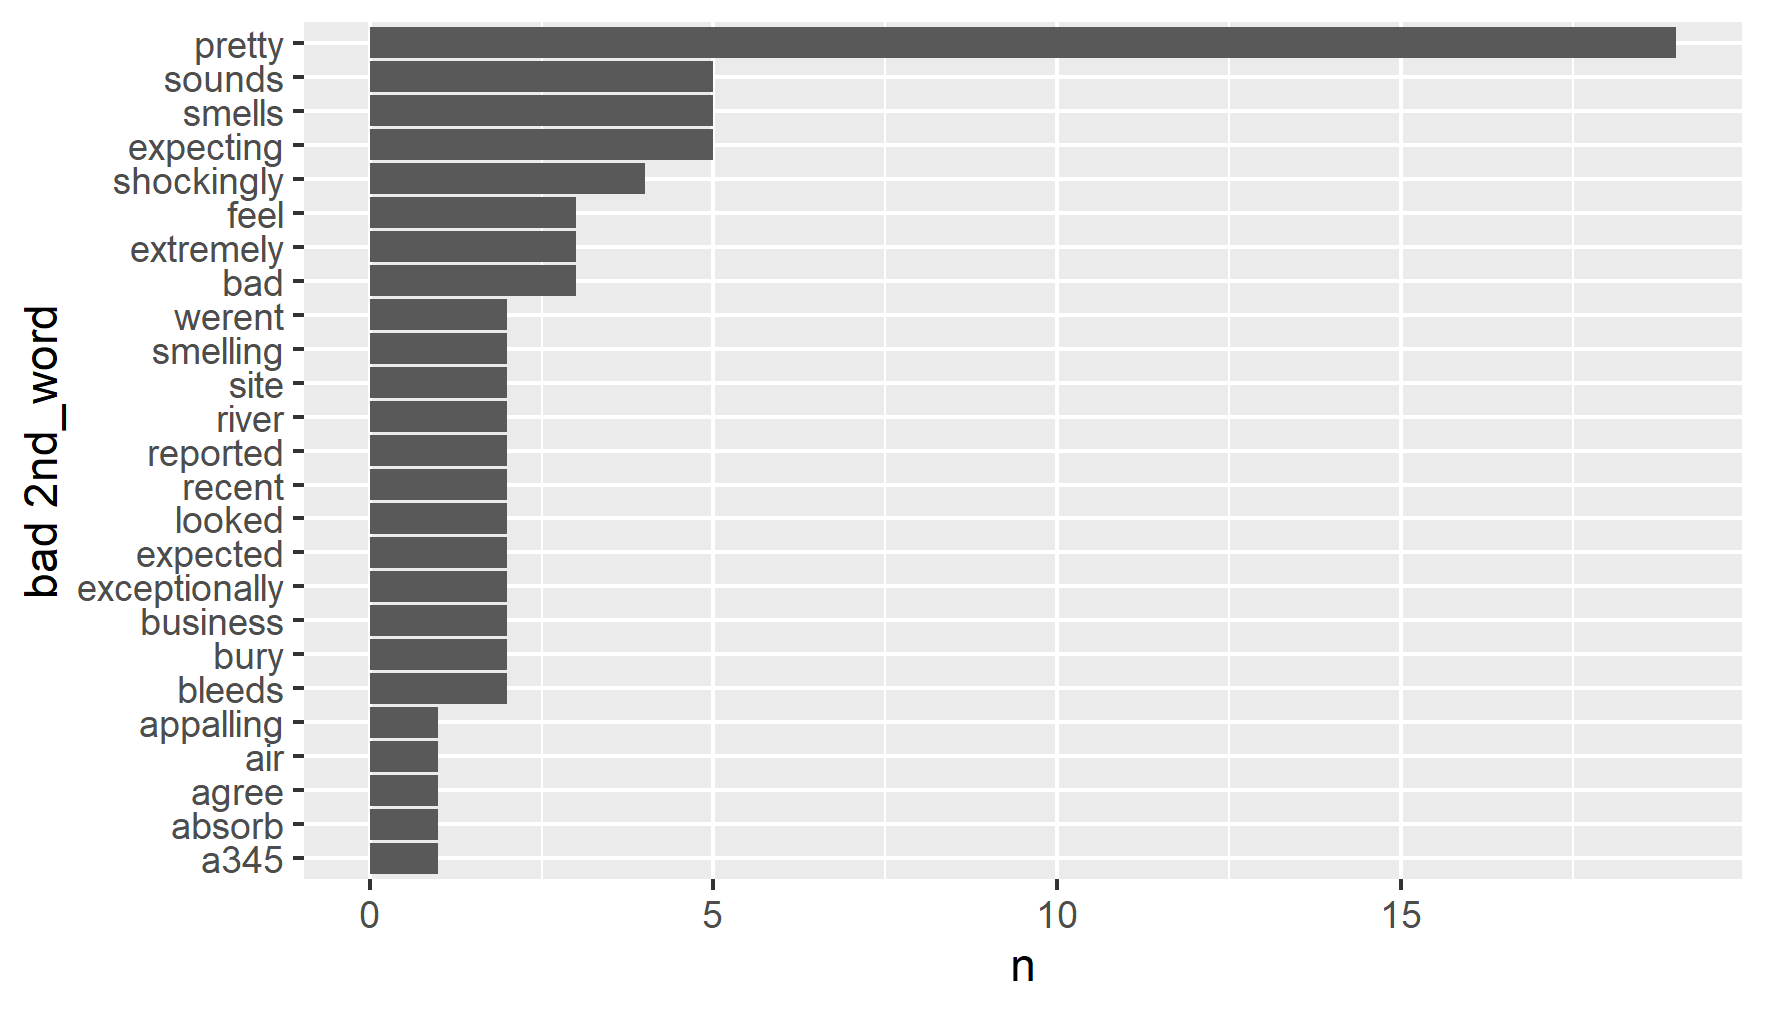 pretty
sounds
smells
expecting
shockingly
feel
extremely
bad
werent
smelling
site
river
reported
recent
looked
expected
exceptionally
business
bury
bleeds
appalling
air
agree
absorb
a345
bad 2nd_word
0 5 10 15
n